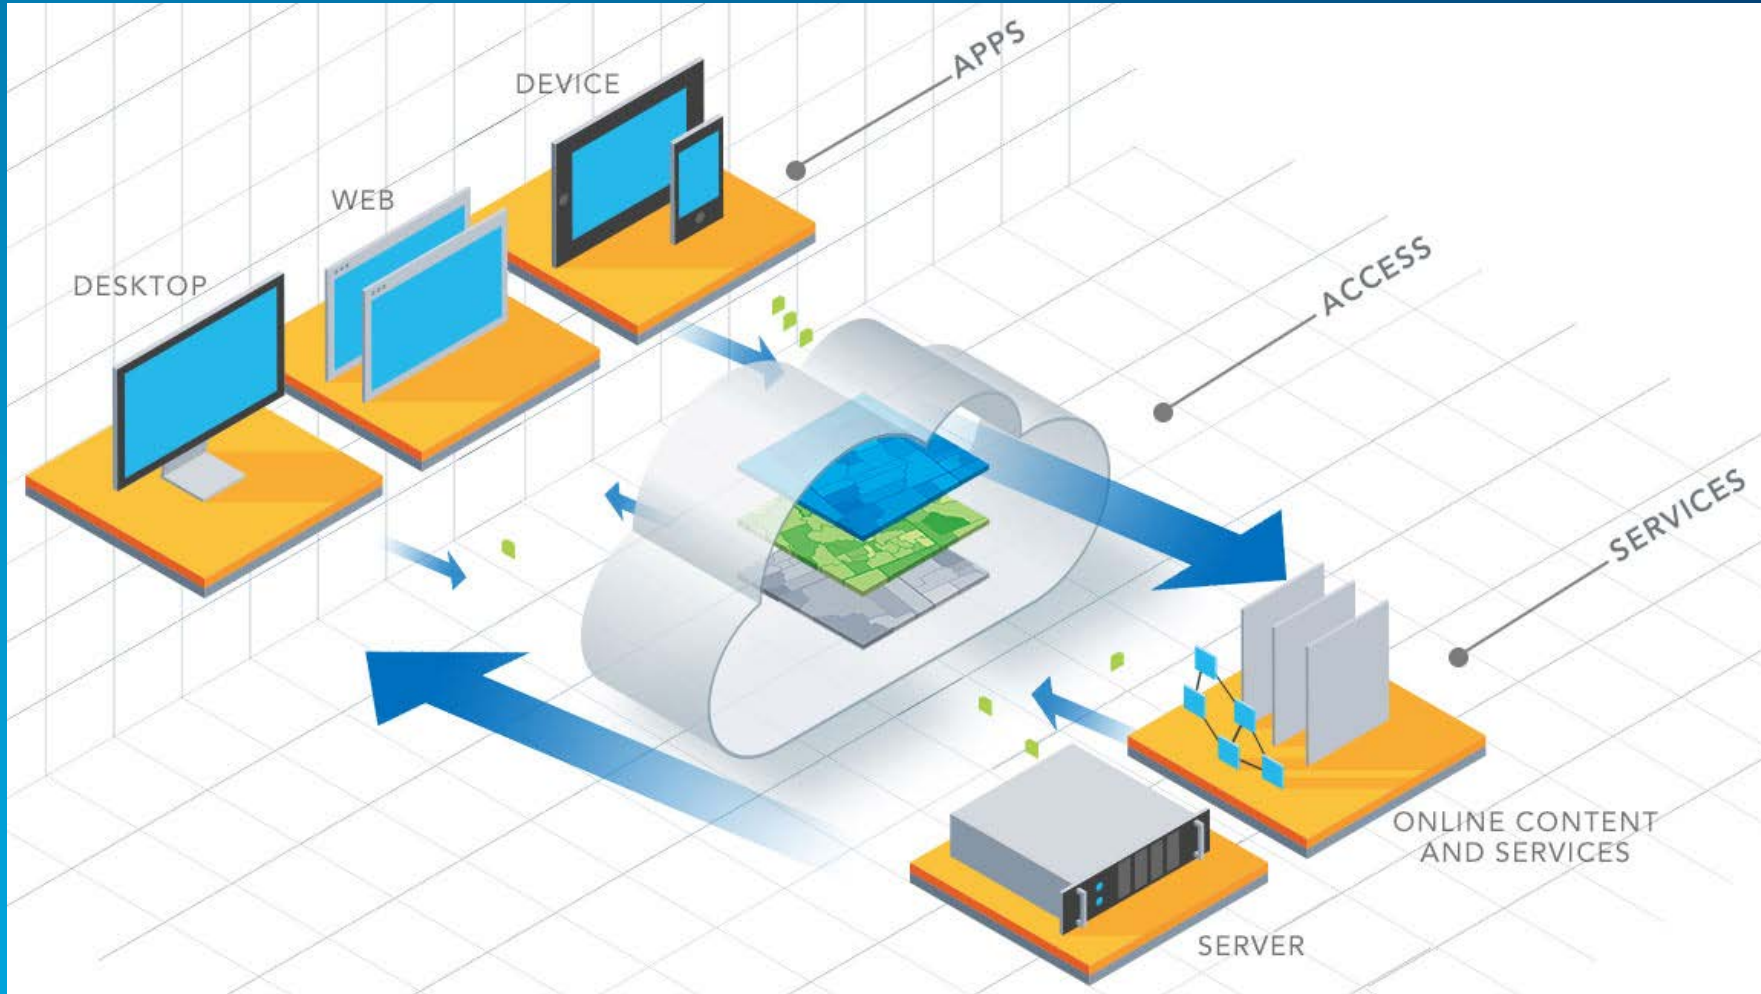 APPS
DEVICE
WEB
ACCESS
DESKTOP
SERVICES
ONLINE CONTENT
AND SERVICES
SERVER